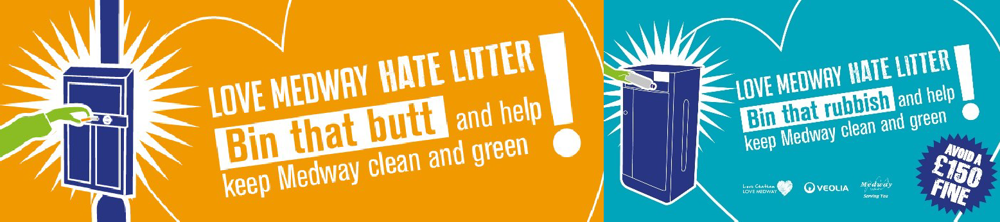 LOVE MEDWAY HATE LITTER!
Bin that butt and help
keep Medway clean and green
LOVE MEDWAY HATE LITTER!
Bin that rubbish and help
keep Medway clean and green
AVOID A
£150
FINE
Love Chatham
LOVE MEDWAY
VEOLIA
Medway
Serving You